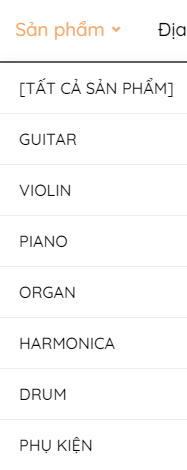 Sản phẩm Địa
[TẤT CẢ SẢN PHẨM]
GUITAR
VIOLIN
PIANO
ORGAN
HARMONICA
DRUM
PHỤ KIỆN